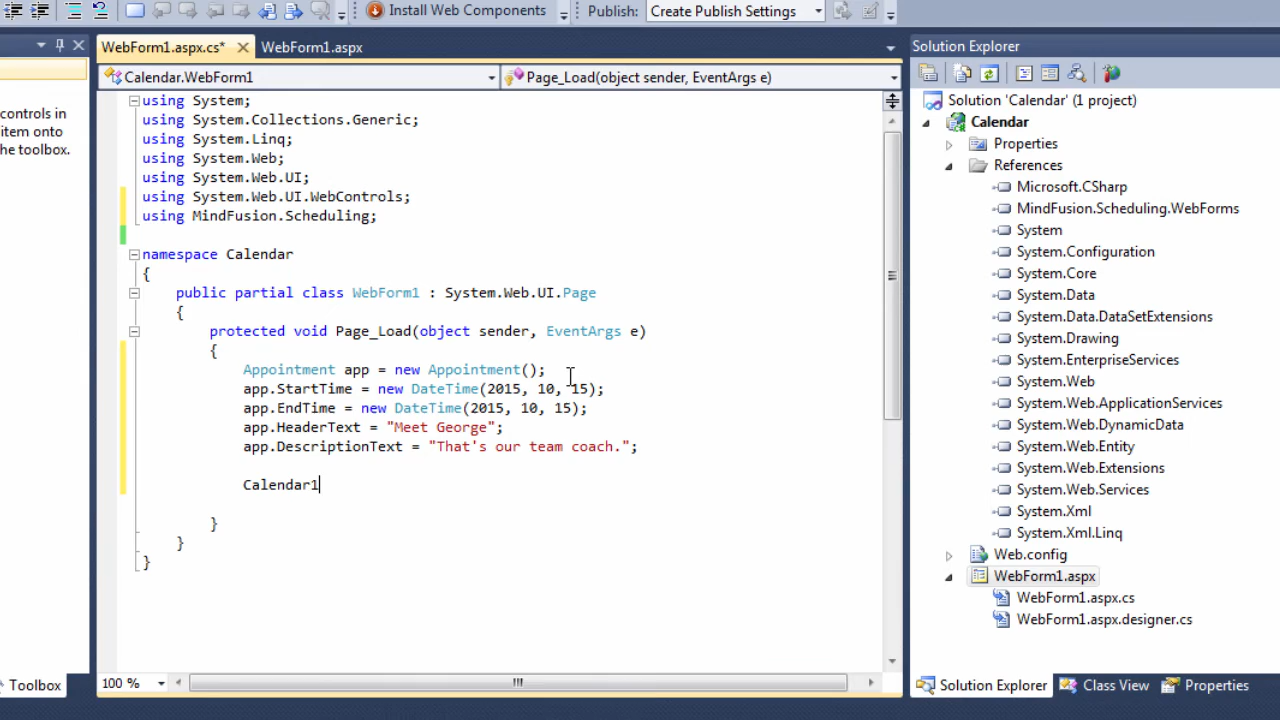 Install Web Components
Publish: Create Publish Settings
controls in
item onto
he toolbox.
Toolbox
WebForm1.aspx.cs* WebForm1.aspx
Calendar.WebForm1 Page_Load(object sender, EventArgs e)
using System;
using System.Collections.Generic;
using System.Linq;
using System.Web;
using System.Web.UI;
using System.Web.UI.WebControls;
using MindFusion.Scheduling;
namespace Calendar
{
public partial class WebForm1 : System.Web.UI.Page
{
protected void Page_Load(object sender, EventArgs e)
{
Appointment app = new Appointment();
app.StartTime = new DateTime(2015, 10, 15);
app.EndTime = new DateTime(2015, 10, 15);
app.HeaderText = "Meet George";
app.DescriptionText = "That's our team coach.";
Calendar1
}
}
}
100 %
Solution Explorer
Solution 'Calendar' (1 project)
Calendar
Properties
References
Microsoft.CSharp
MindFusion.Scheduling.WebForms
System
System.Configuration
System.Core
System.Data
System.Data.DataSetExtensions
System.Drawing
System.EnterpriseServices
System.Web
System.Web.ApplicationServices
System.Web.DynamicData
System.Web.Entity
System.Web.Extensions
System.Web.Services
System.Xml
System.Xml.Linq
Web.config
WebForm1.aspx
WebForm1.aspx.cs
WebForm1.aspx.designer.cs
Solution Explorer Class View Properties